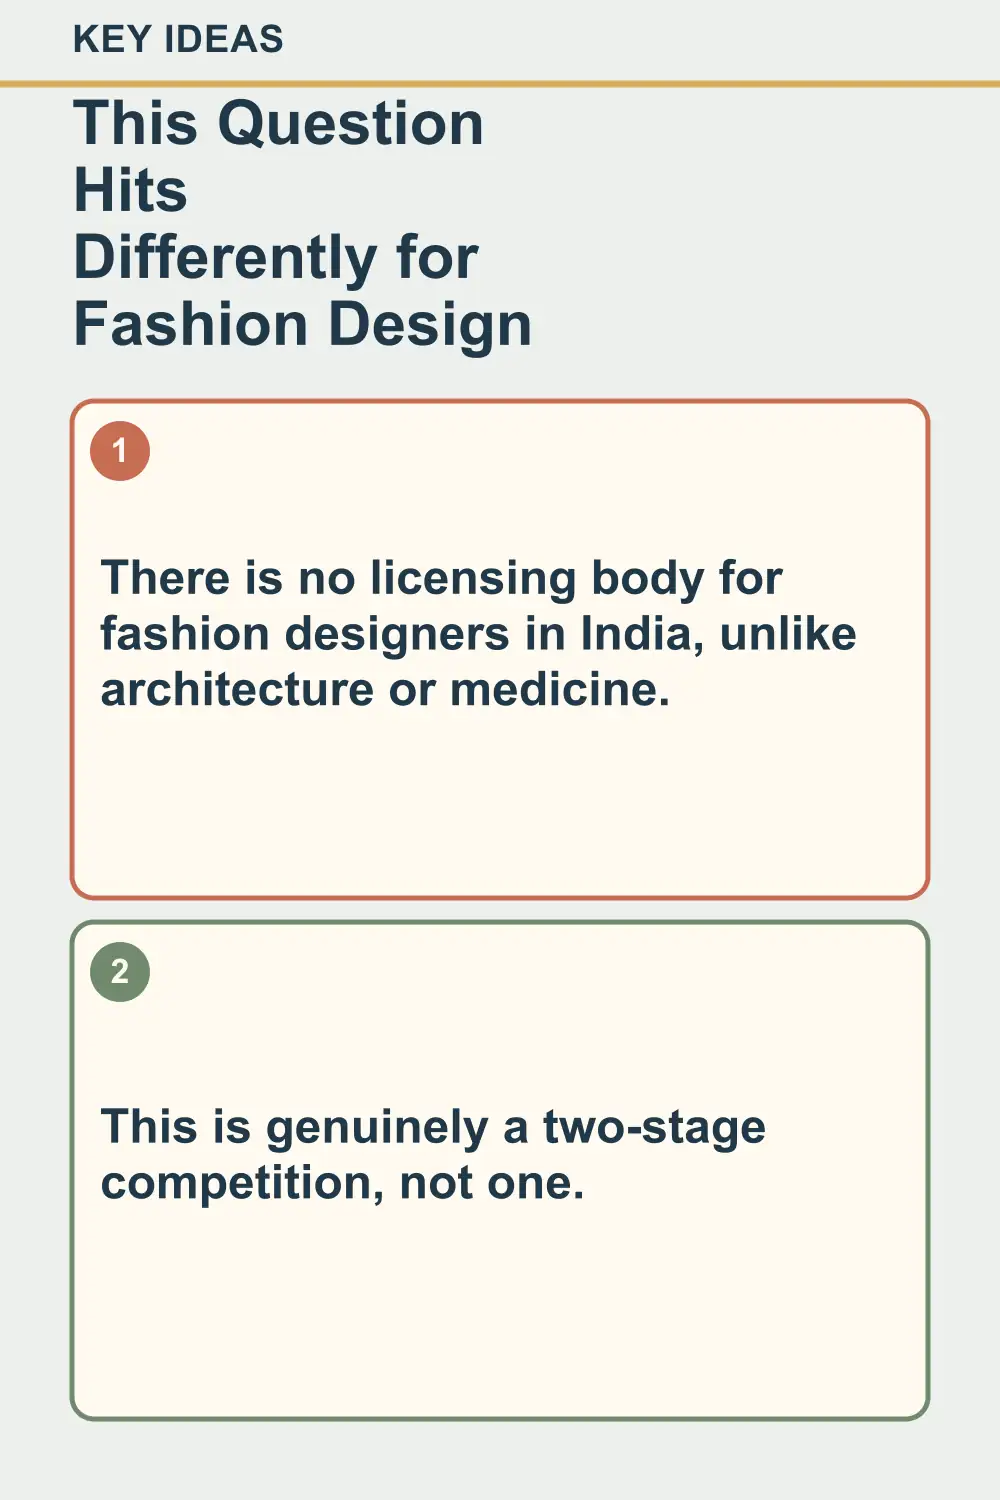 KEY IDEAS
This Question
Hits
Differently for
Fashion Design
1
There is no licensing body for
fashion designers in India, unlike
architecture or medicine.
2
This is genuinely a two-stage
competition, not one.